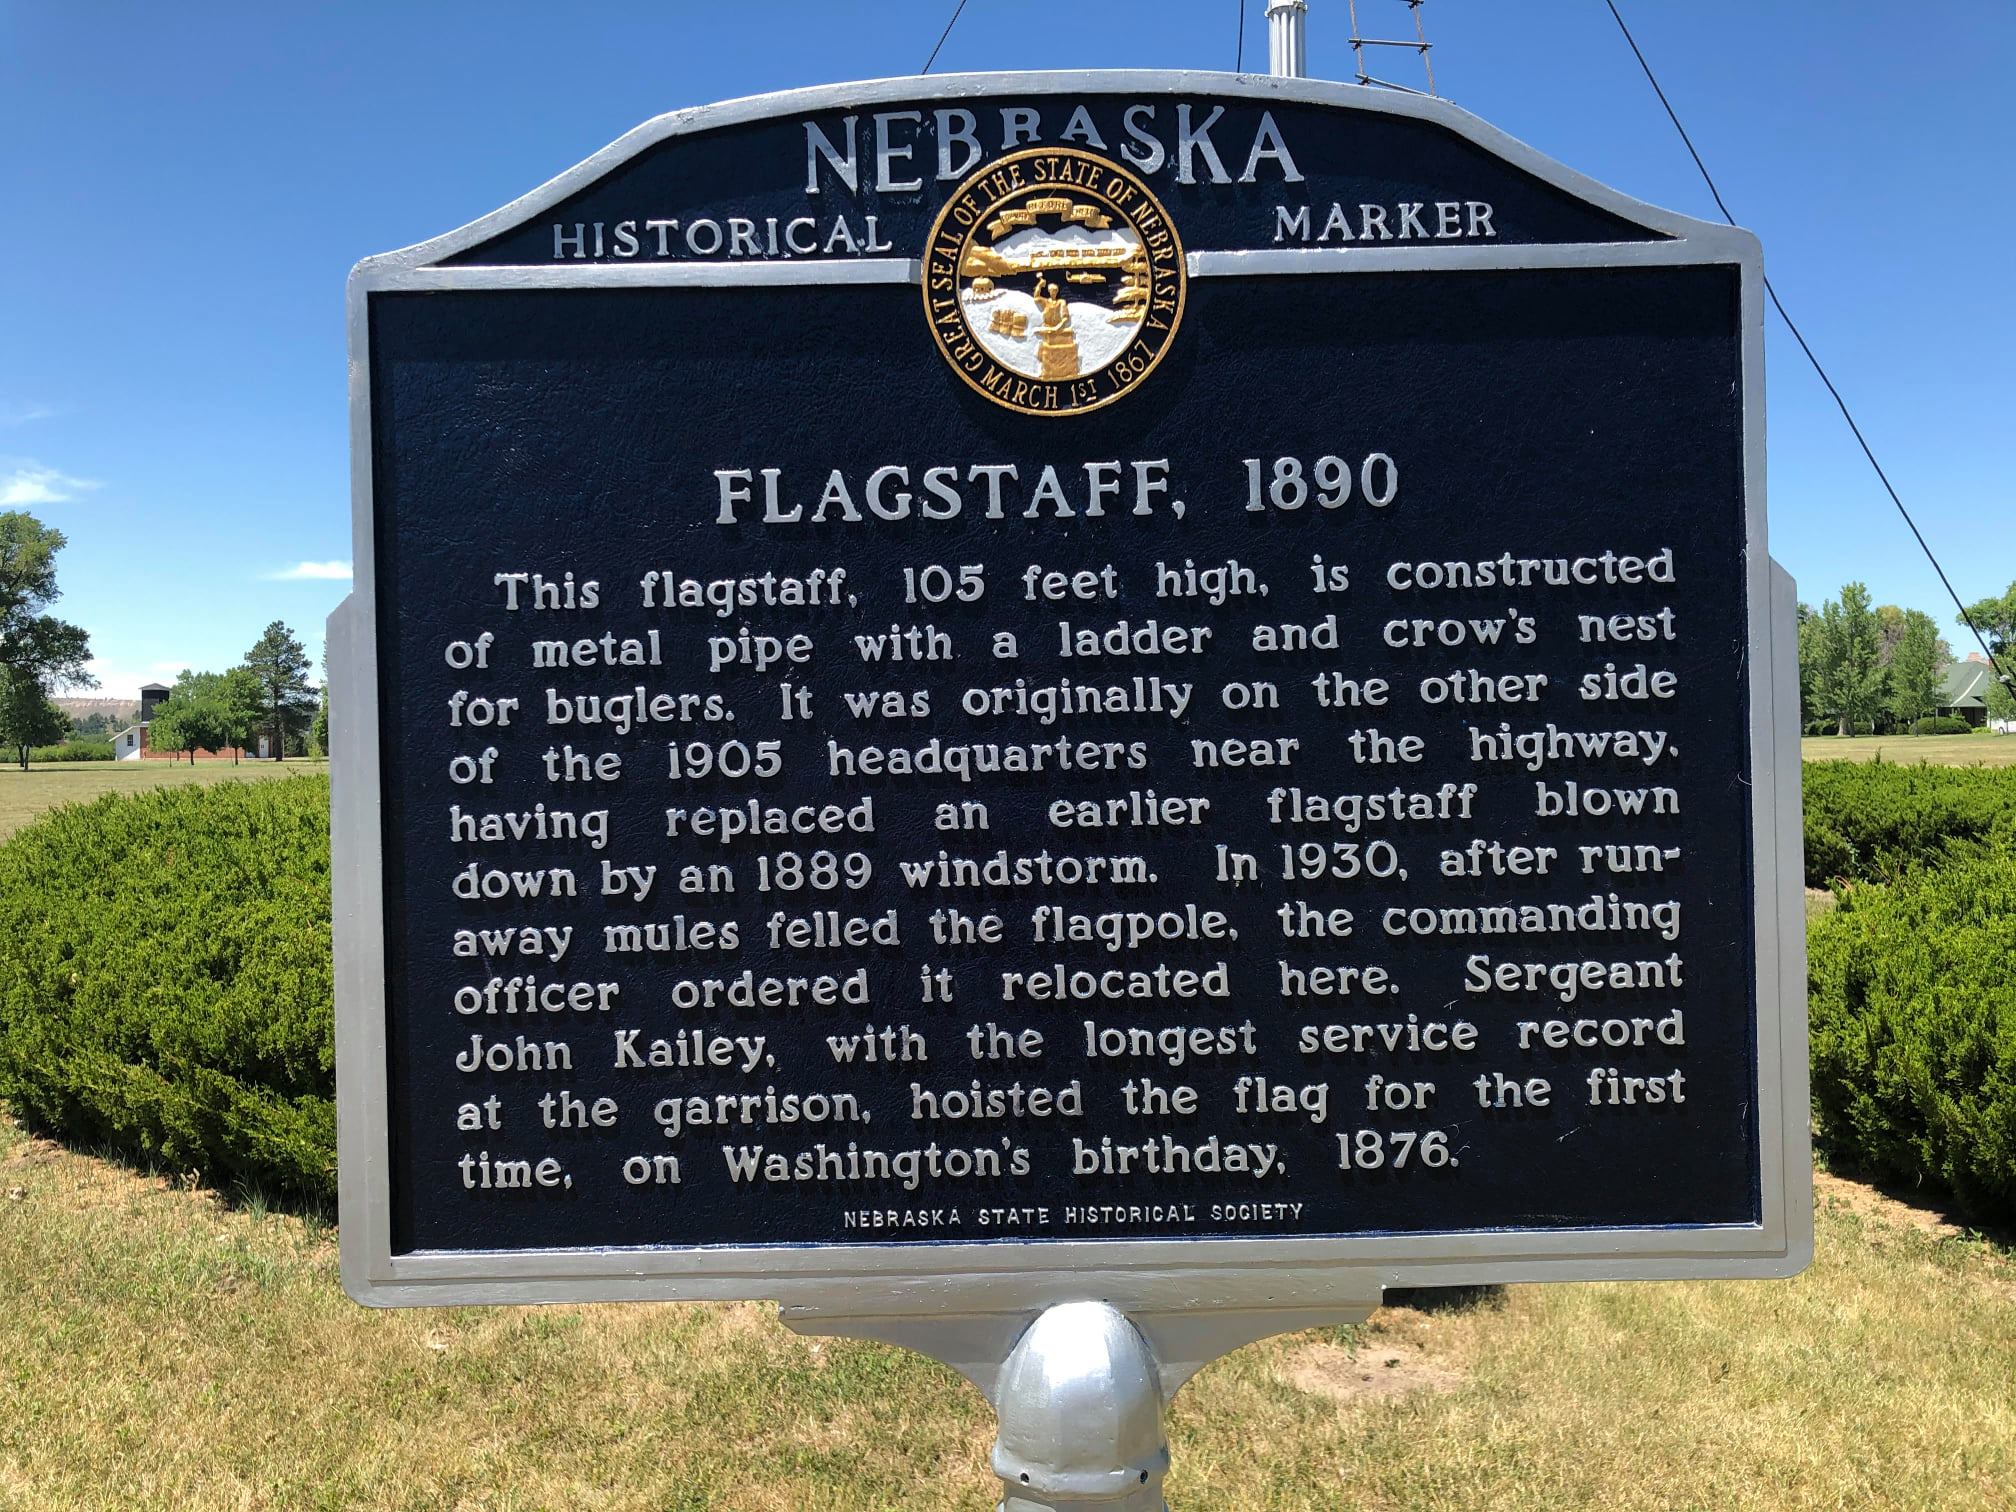 NEBRASKA
HISTORICAL MARKER
GREAT SEAL OF THE STATE OF NEBRASKA
MARCH 1ST 1867
FLAGSTAFF, 1890
This flagstaff, 105 feet high, is constructed
of metal pipe with a ladder and crow's nest
for buglers. It was originally on the other side
of the 1905 headquarters near the highway,
having replaced an earlier flagstaff blown
down by an 1889 windstorm. In 1930, after run-
away mules felled the flagpole, the commanding
officer ordered it relocated here. Sergeant
John Kailey, with the longest service record
at the garrison, hoisted the flag for the first
time, on Washington's birthday, 1876.
NEBRASKA STATE HISTORICAL SOCIETY